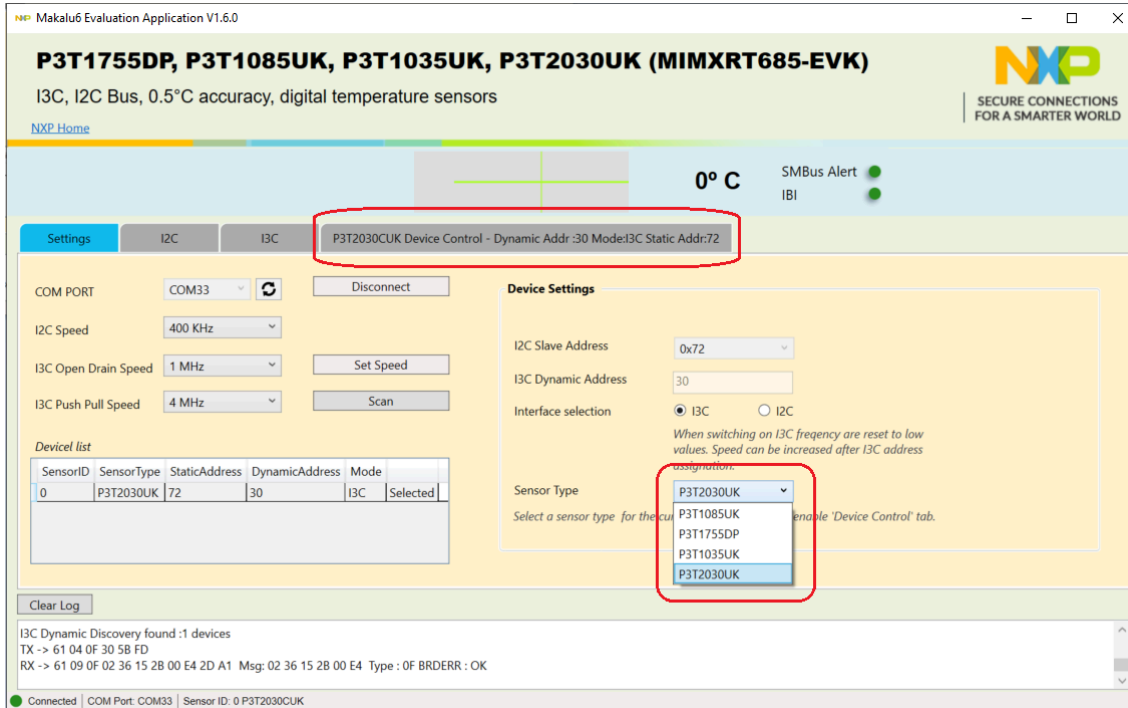 NXP Makalu6 Evaluation Application V1.6.0
P3T1755DP, P3T1085UK, P3T1035UK, P3T2030UK (MIMXRT685-EVK)
I3C, I2C Bus, 0.5°C accuracy, digital temperature sensors
NXP Home
NXP
SECURE CONNECTIONS
FOR A SMARTER WORLD
0º C
SMBus Alert
IBI
Settings
I2C
I3C
P3T2030CUK Device Control - Dynamic Addr :30 Mode:I3C Static Addr:72
COM PORT
COM33
Disconnect
I2C Speed
400 KHz
I3C Open Drain Speed
1 MHz
Set Speed
I3C Push Pull Speed
4 MHz
Scan
Devicel list
SensorID SensorType StaticAddress DynamicAddress Mode
0 P3T2030UK 72 30 I3C Selected
Device Settings
I2C Slave Address
0x72
I3C Dynamic Address
30
Interface selection
I3C
I2C
When switching on I3C freqency are reset to low
values. Speed can be increased after I3C address
assignation.
Sensor Type
P3T2030UK
Select a sensor type for the cu enable 'Device Control' tab.
P3T1085UK
P3T1755DP
P3T1035UK
P3T2030UK
Clear Log
I3C Dynamic Discovery found :1 devices
TX -> 61 04 0F 30 5B FD
RX -> 61 09 0F 02 36 15 2B 00 E4 2D A1 Msg: 02 36 15 2B 00 E4 Type : 0F BRDERR : OK
Connected COM Port: COM33 Sensor ID: 0 P3T2030CUK